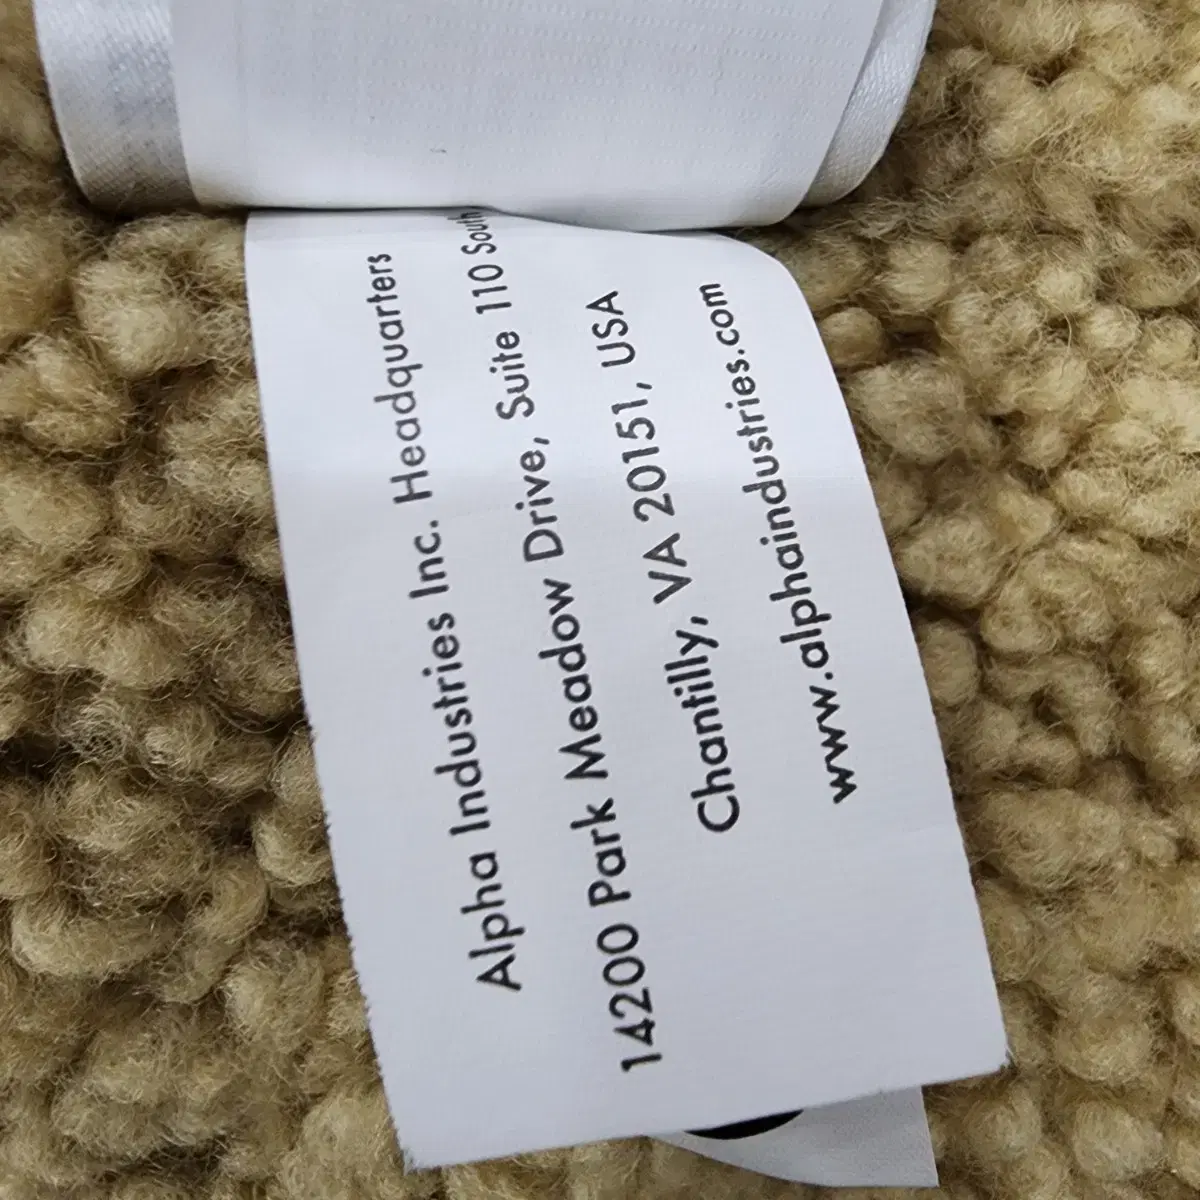 Alpha Industries Inc. Headquarters
14200 Park Meadow Drive, Suite 110 South
Chantilly, VA 20151, USA
www.alphaindustries.com